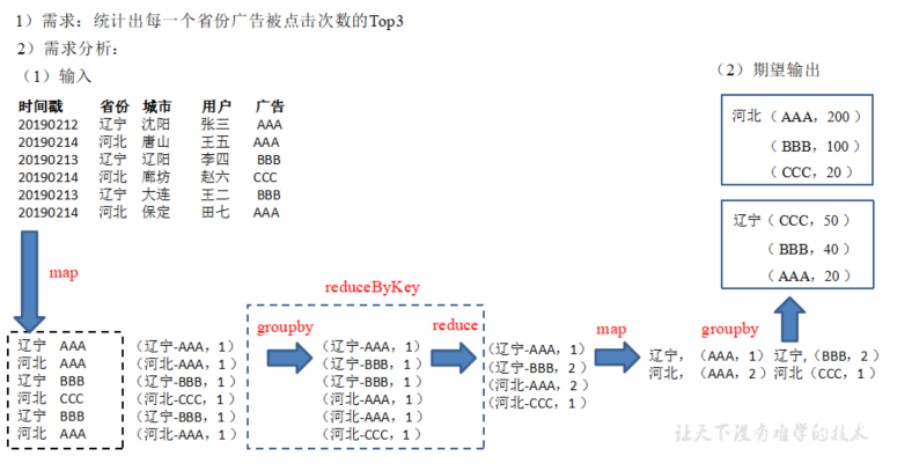 1）需求：统计出每一个省份广告被点击次数的Top3
2）需求分析：
（1）输入
时间戳 省份 城市 用户 广告
20190212 辽宁 沈阳 张三 AAA
20190214 河北 唐山 王五 AAA
20190213 辽宁 辽阳 李四 BBB
20190214 河北 廊坊 赵六 CCC
20190213 辽宁 大连 王二 BBB
20190214 河北 保定 田七 AAA
（2）期望输出
河北（AAA，200）
（BBB，100）
（CCC，20）
辽宁（CCC，50）
（BBB，40）
（AAA，20）
map
辽宁 AAA
河北 AAA
辽宁 BBB
河北 CCC
辽宁 BBB
河北 AAA
（辽宁-AAA，1）
（河北-AAA，1）
（辽宁-BBB，1）
（河北-CCC，1）
（辽宁-BBB，1）
（河北-AAA，1）
reduceByKey
groupby
（辽宁-AAA，1）
（辽宁-BBB，1）
（辽宁-BBB，1）
（河北-AAA，1）
（河北-AAA，1）
（河北-CCC，1）
reduce
（辽宁-AAA，1）
（辽宁-BBB，2）
（河北-AAA，2）
（河北-CCC，1）
map
groupby
辽宁，（AAA，1）辽宁,（BBB，2）
河北，（AAA，2）河北（CCC，1）
让天下没有难学的技术